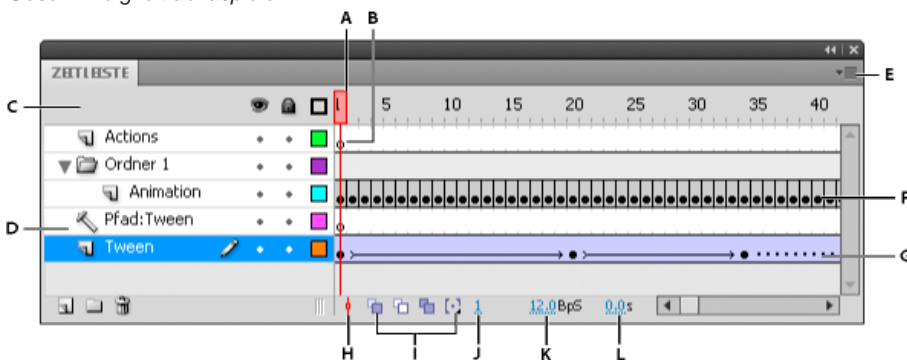 A B
ZEITLEISTE
E
C
1 5 10 15 20 25 30 35 40
Actions
Ordner 1
Animation
F
Pfad:Tween
D
Tween
G
1 12.0 BpS 0.0s
H I J K L